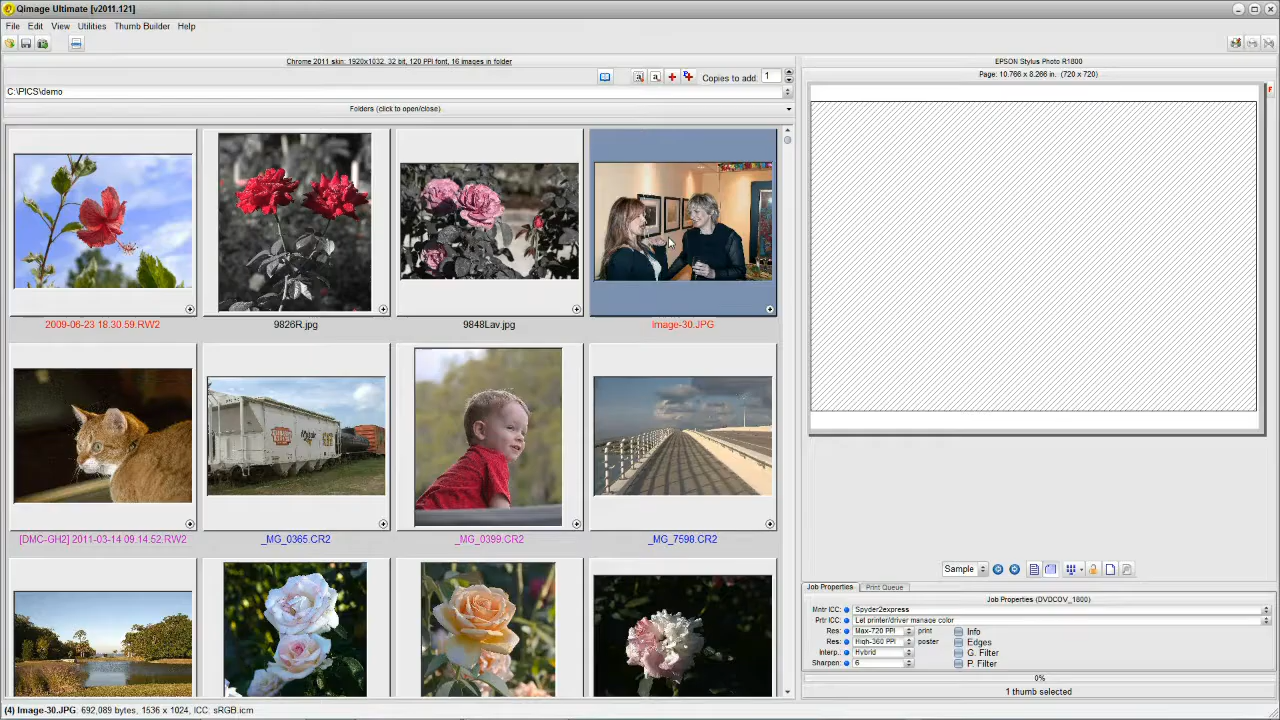 Qimage Ultimate [v2011.121]
File Edit View Utilities Thumb Builder Help
Chrome 2011 skin: 1920x1032, 32 bit, 120 PPI font, 16 images in folder
Copies to add: 1
C:\PICS\demo
Folders (click to open/close)
2009-06-23 18.30.59.RW2
9826R.jpg
9848Lav.jpg
Image-30.JPG
[DMC-GH2] 2011-03-14 09.14.52.RW2
_MG_0365.CR2
_MG_0399.CR2
_MG_7598.CR2
EPSON Stylus Photo R1800
Page: 10.766 x 8.266 in. (720 x 720)
F
Sample
Job Properties Print Queue
Job Properties (DVDCOV_1800)
Mntr ICC: Spyder2express
Prtr ICC: Let printer/driver manage color
Res: Max-720 PPI print Info
Res: High-360 PPI poster Edges
Interp.: Hybrid G. Filter
Sharpen: 6 P. Filter
0%
1 thumb selected
(4) Image-30.JPG. 692,089 bytes, 1536 x 1024, ICC: sRGB.icm